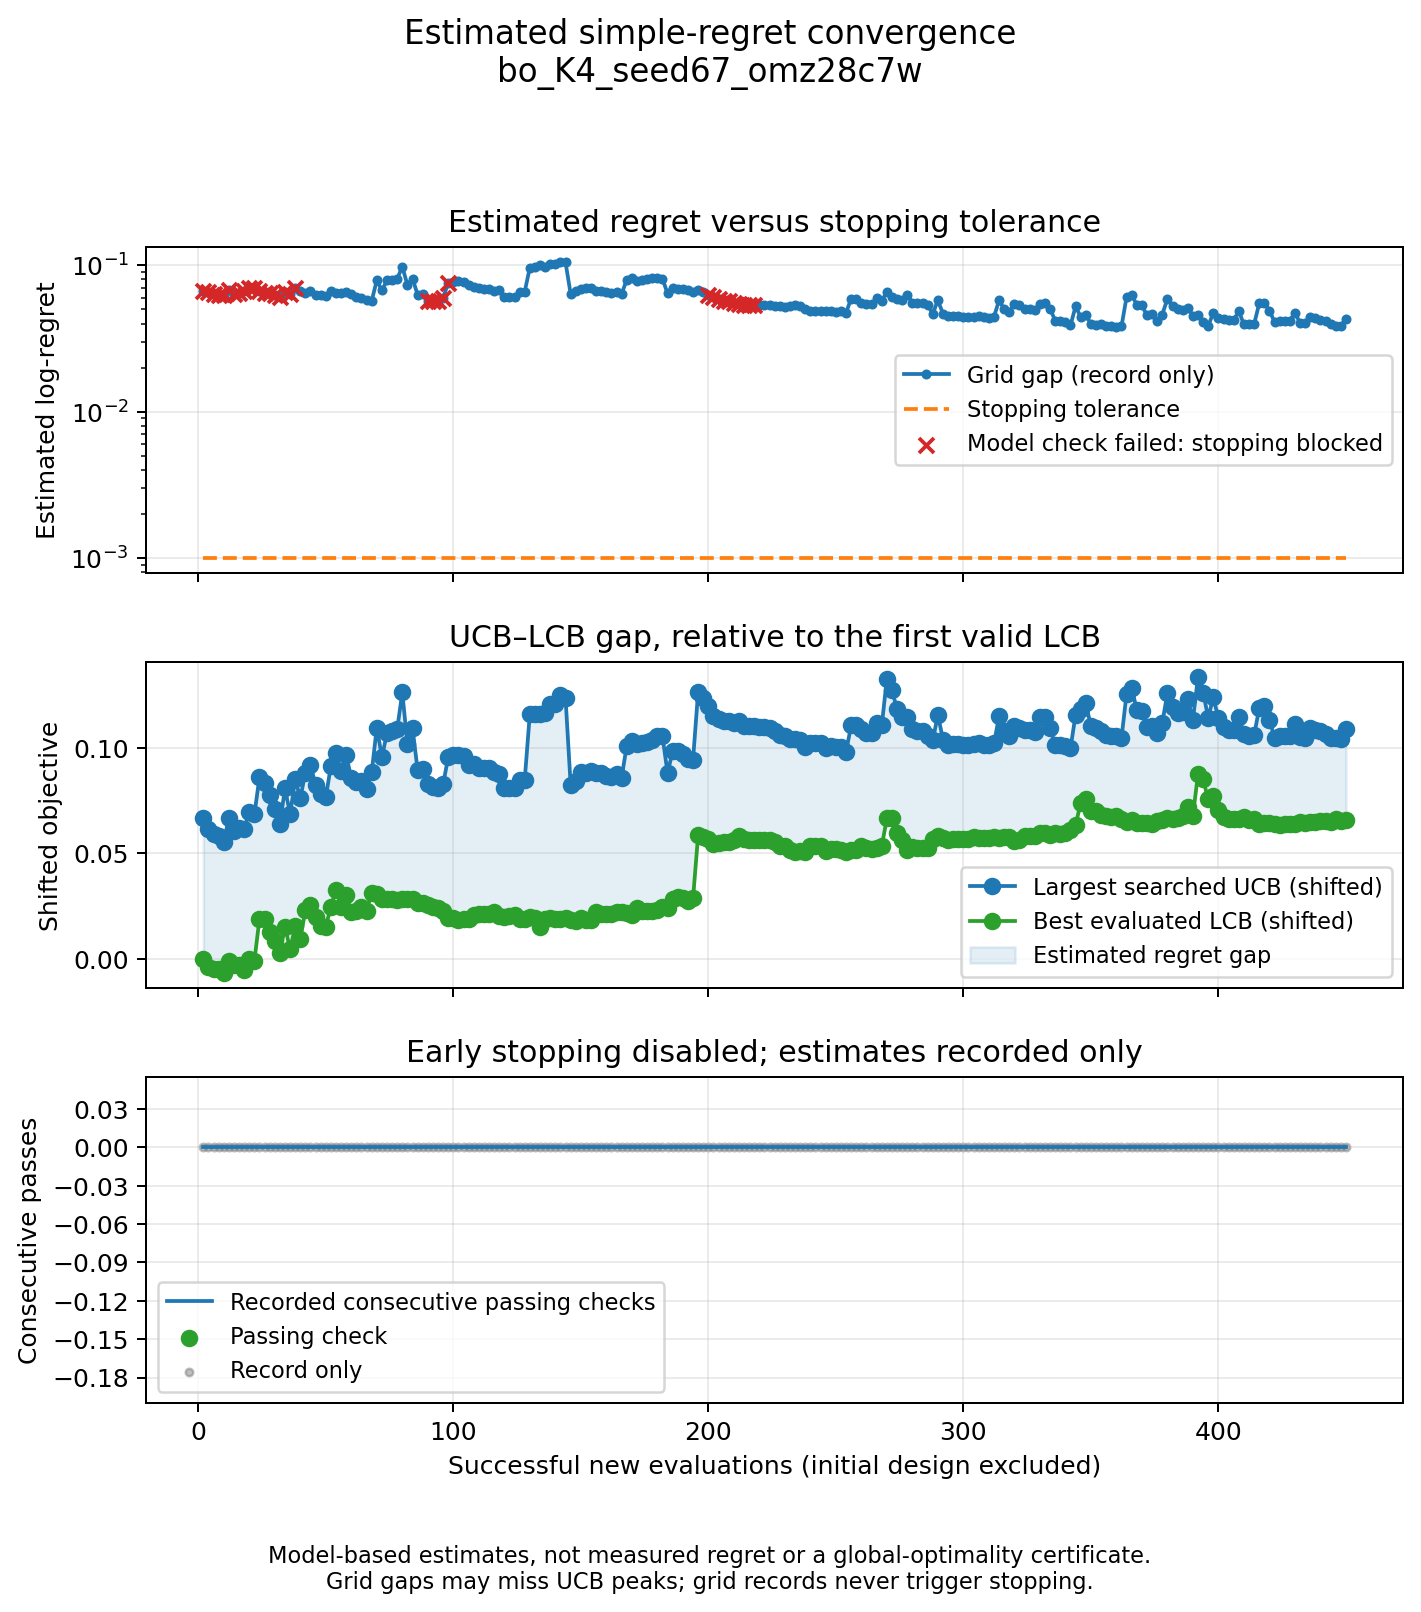 Estimated simple-regret convergence
bo_K4_seed67_omz28c7w
Estimated regret versus stopping tolerance
Estimated log-regret
10⁻¹
10⁻²
10⁻³
Grid gap (record only)
Stopping tolerance
Model check failed: stopping blocked
UCB–LCB gap, relative to the first valid LCB
Shifted objective
0.10
0.05
0.00
Largest searched UCB (shifted)
Best evaluated LCB (shifted)
Estimated regret gap
Early stopping disabled; estimates recorded only
Consecutive passes
0.03
0.00
−0.03
−0.06
−0.09
−0.12
−0.15
−0.18
Recorded consecutive passing checks
Passing check
Record only
0 100 200 300 400
Successful new evaluations (initial design excluded)
Model-based estimates, not measured regret or a global-optimality certificate.
Grid gaps may miss UCB peaks; grid records never trigger stopping.